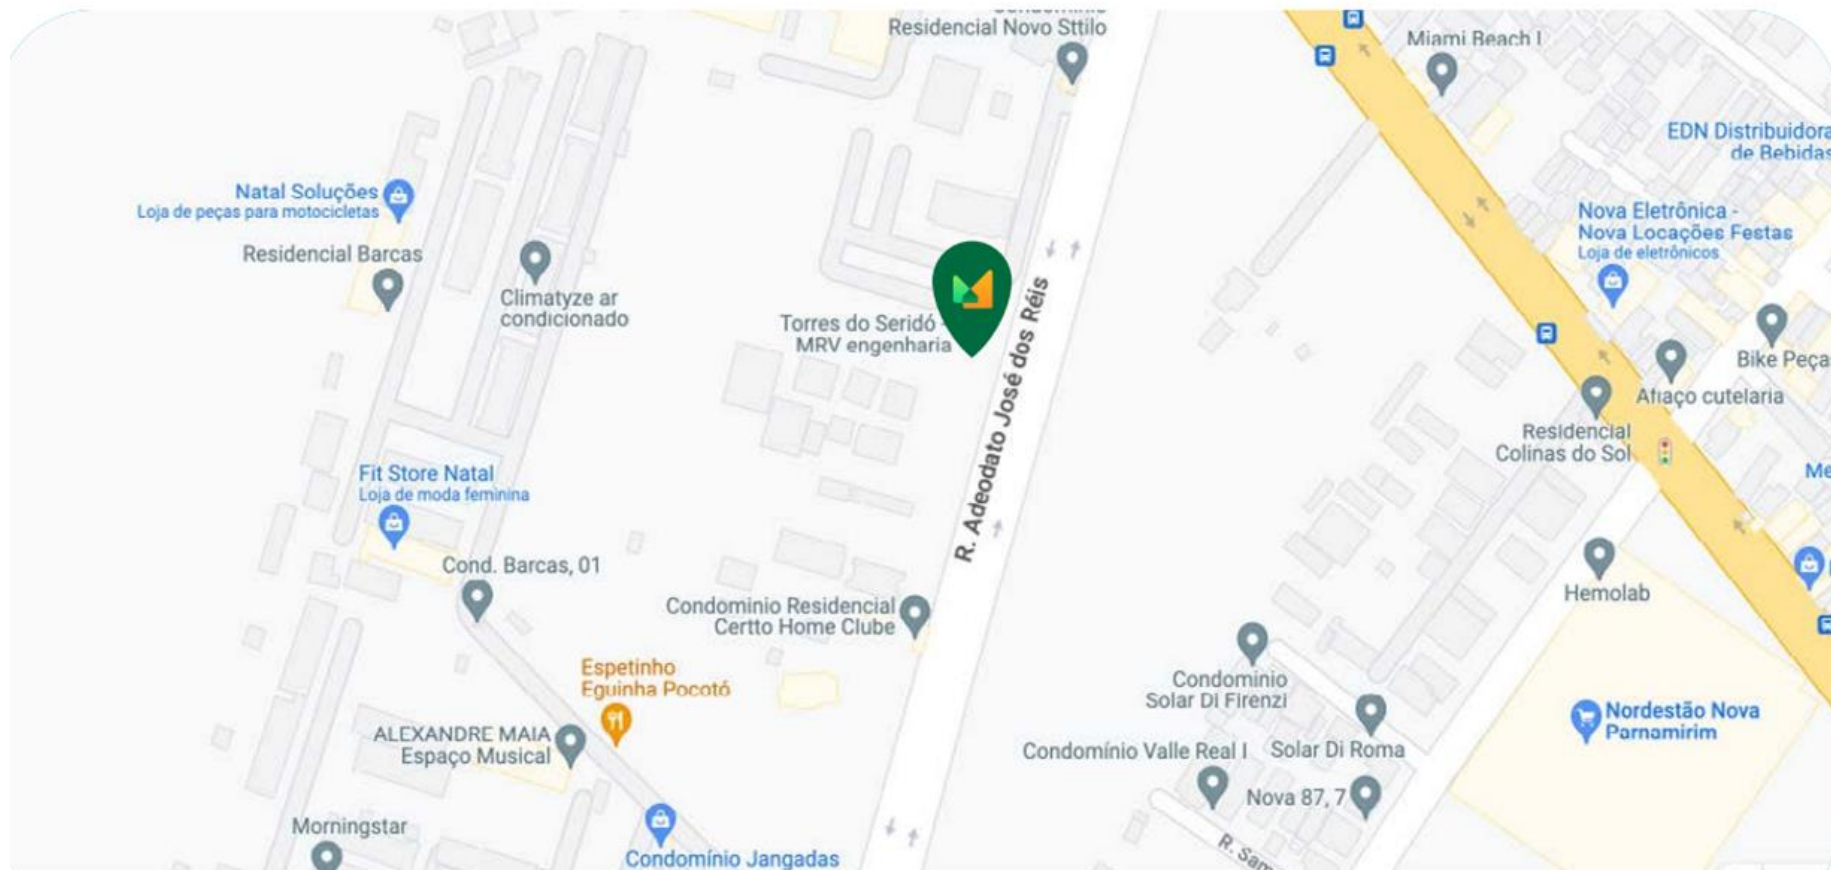 Residencial Novo Sttilo
Miami Beach I
EDN Distribuidora
de Bebidas
Natal Soluções
Loja de peças para motocicletas
Nova Eletrônica -
Nova Locações Festas
Loja de eletrônicos
Residencial Barcas
Climatyze ar
condicionado
Torres do Seridó -
MRV engenharia
R. Adeodato José dos Réis
Bike Peça
Afiaço cutelaria
Residencial
Colinas do Sol
Fit Store Natal
Loja de moda feminina
Me
Cond. Barcas, 01
Hemolab
Condominio Residencial
Certto Home Clube
Espetinho
Eguinha Pocotó
Condominio
Solar Di Firenzi
Nordestão Nova
Parnamirim
ALEXANDRE MAIA
Espaço Musical
Condomínio Valle Real I
Solar Di Roma
Nova 87, 7
Morningstar
Condomínio Jangadas
R. Sam